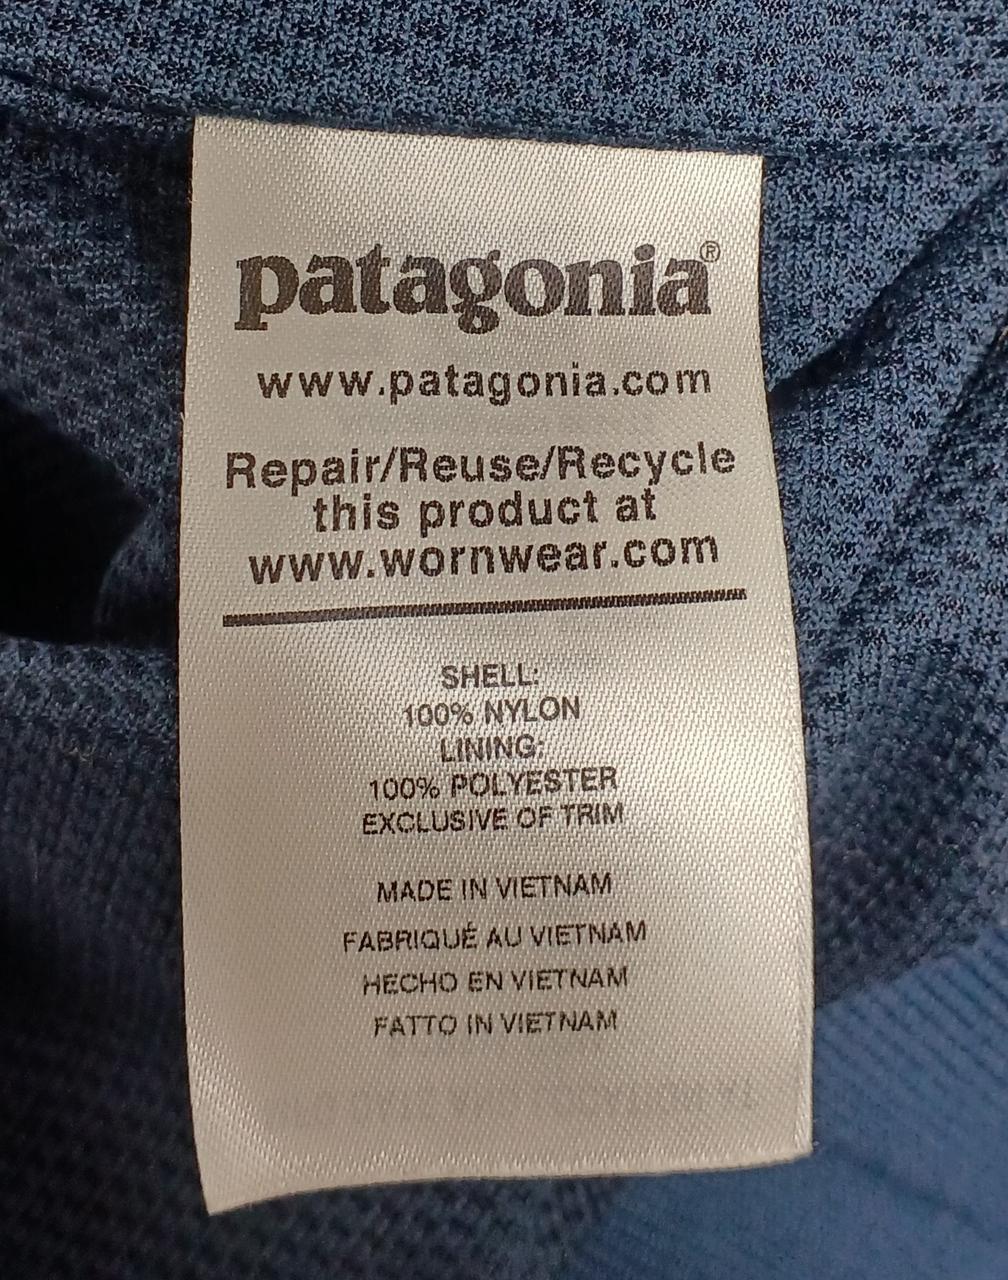 patagonia®
www.patagonia.com
Repair/Reuse/Recycle
this product at
www.wornwear.com
SHELL:
100% NYLON
LINING:
100% POLYESTER
EXCLUSIVE OF TRIM
MADE IN VIETNAM
FABRIQUÉ AU VIETNAM
HECHO EN VIETNAM
FATTO IN VIETNAM